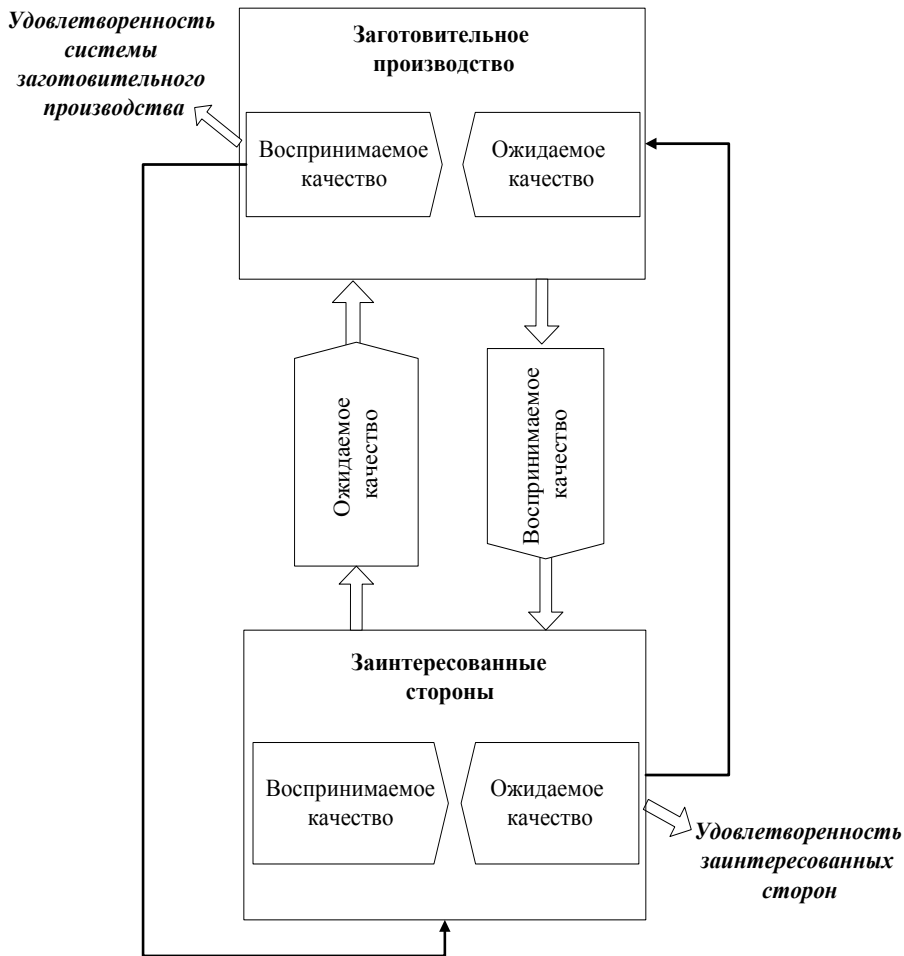 Удовлетворенность
системы
заготовительного
производства
Заготовительное
производство
Воспринимаемое
качество
Ожидаемое
качество
Ожидаемое
качество
Воспринимаемое
качество
Заинтересованные
стороны
Воспринимаемое
качество
Ожидаемое
качество
Удовлетворенность
заинтересованных
сторон